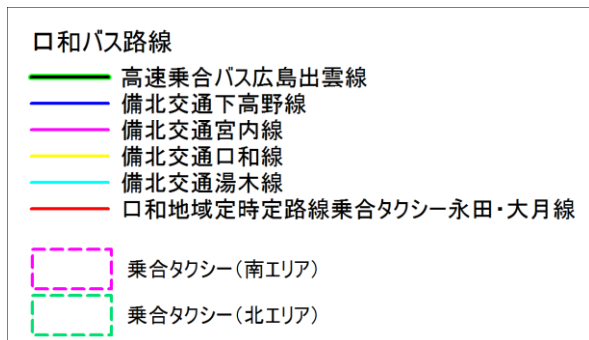 口和バス路線
高速乗合バス広島出雲線
備北交通下高野線
備北交通宮内線
備北交通口和線
備北交通湯木線
口和地域定時定路線乗合タクシー永田・大月線
乗合タクシー(南エリア)
乗合タクシー(北エリア)